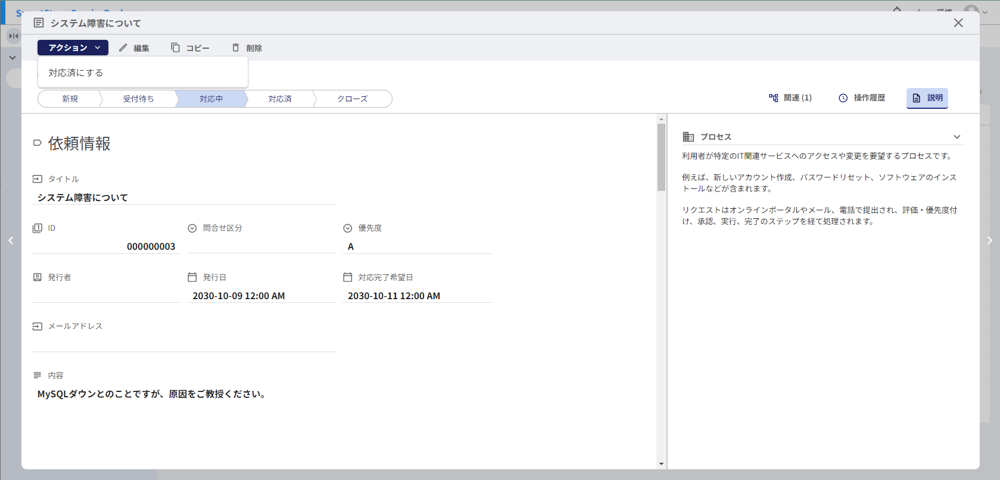 システム障害について
アクション 編集 コピー 削除
対応済にする
新規 受付待ち 対応中 対応済 クローズ
関連 (1) 操作履歴 説明
依頼情報
タイトル
システム障害について
ID 問合せ区分 優先度
000000003 A
発行者 発行日 対応完了希望日
2030-10-09 12:00 AM 2030-10-11 12:00 AM
メールアドレス
内容
MySQLダウンとのことですが、原因をご教授ください。
プロセス
利用者が特定のIT関連サービスへのアクセスや変更を要望するプロセスです。
例えば、新しいアカウント作成、パスワードリセット、ソフトウェアのインス
トールなどが含まれます。
リクエストはオンラインポータルやメール、電話で提出され、評価・優先度付
け、承認、実行、完了のステップを経て処理されます。